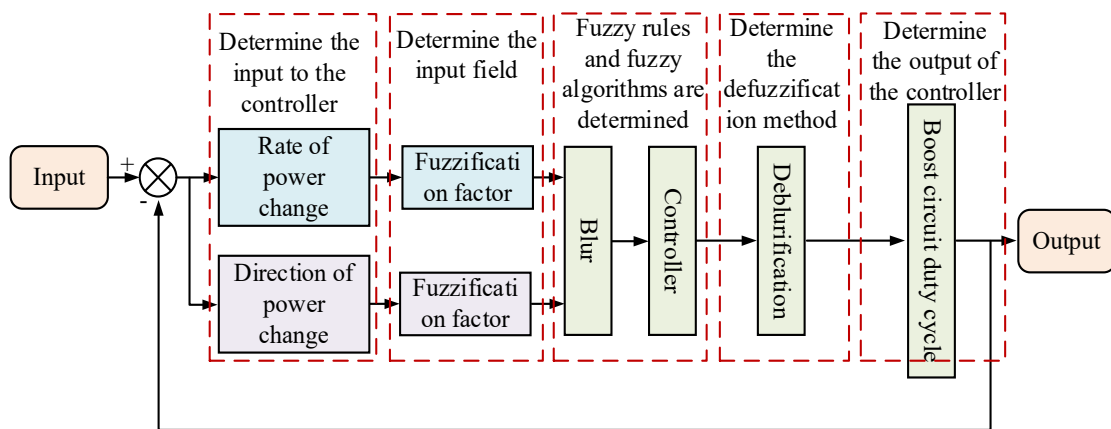 Determine the
input to the
controller
Determine the
input field
Fuzzy rules
and fuzzy
algorithms are
determined
Determine
the
defuzzificat
ion method
Determine
the output of
the controller
Input
+
-
Rate of
power
change
Direction of
power
change
Fuzzificati
on factor
Fuzzificati
on factor
Blur
Controller
Deblurification
Boost circuit duty cycle
Output